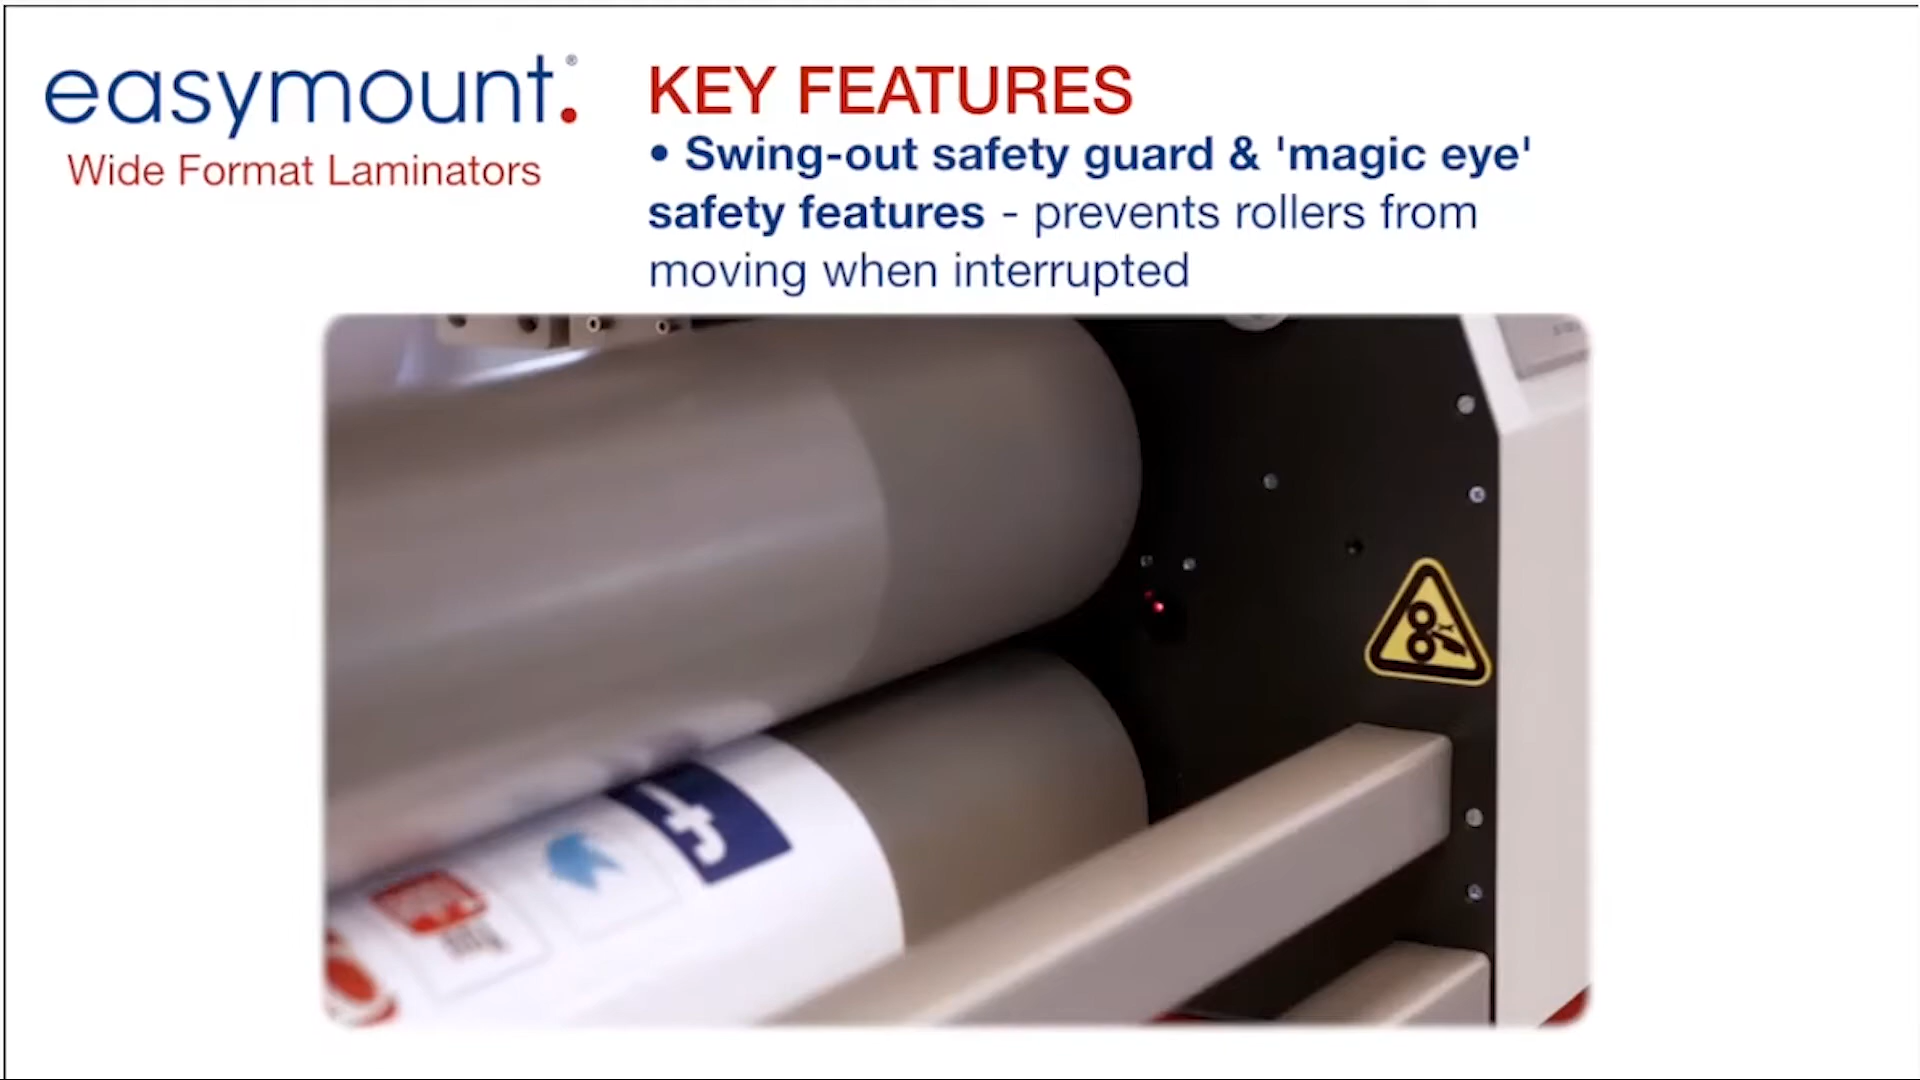 easymount.®
Wide Format Laminators
KEY FEATURES
• Swing-out safety guard & 'magic eye'
safety features - prevents rollers from
moving when interrupted
f